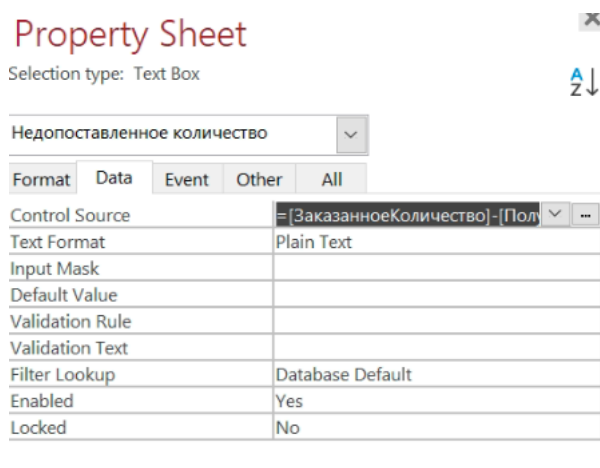 Property Sheet
Selection type: Text Box
A
Z
Недопоставленное количество
Format Data Event Other All
Control Source =[ЗаказанноеКоличество]-[Пол ...
Text Format Plain Text
Input Mask
Default Value
Validation Rule
Validation Text
Filter Lookup Database Default
Enabled Yes
Locked No